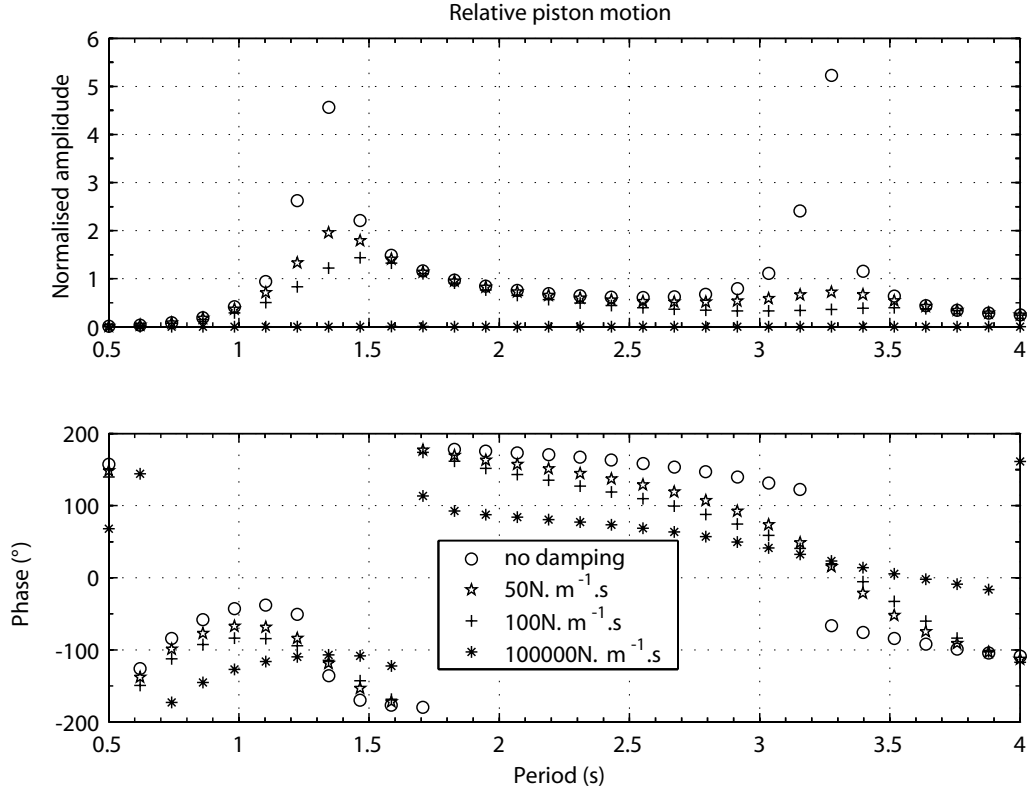 Relative piston motion
Normalised amplidude
6
5
4
3
2
1
0
0.5 1 1.5 2 2.5 3 3.5 4
Phase (°)
200
100
0
-100
-200
no damping
50N. m⁻¹.s
100N. m⁻¹.s
100000N. m⁻¹.s
0.5 1 1.5 2 2.5 3 3.5 4
Period (s)